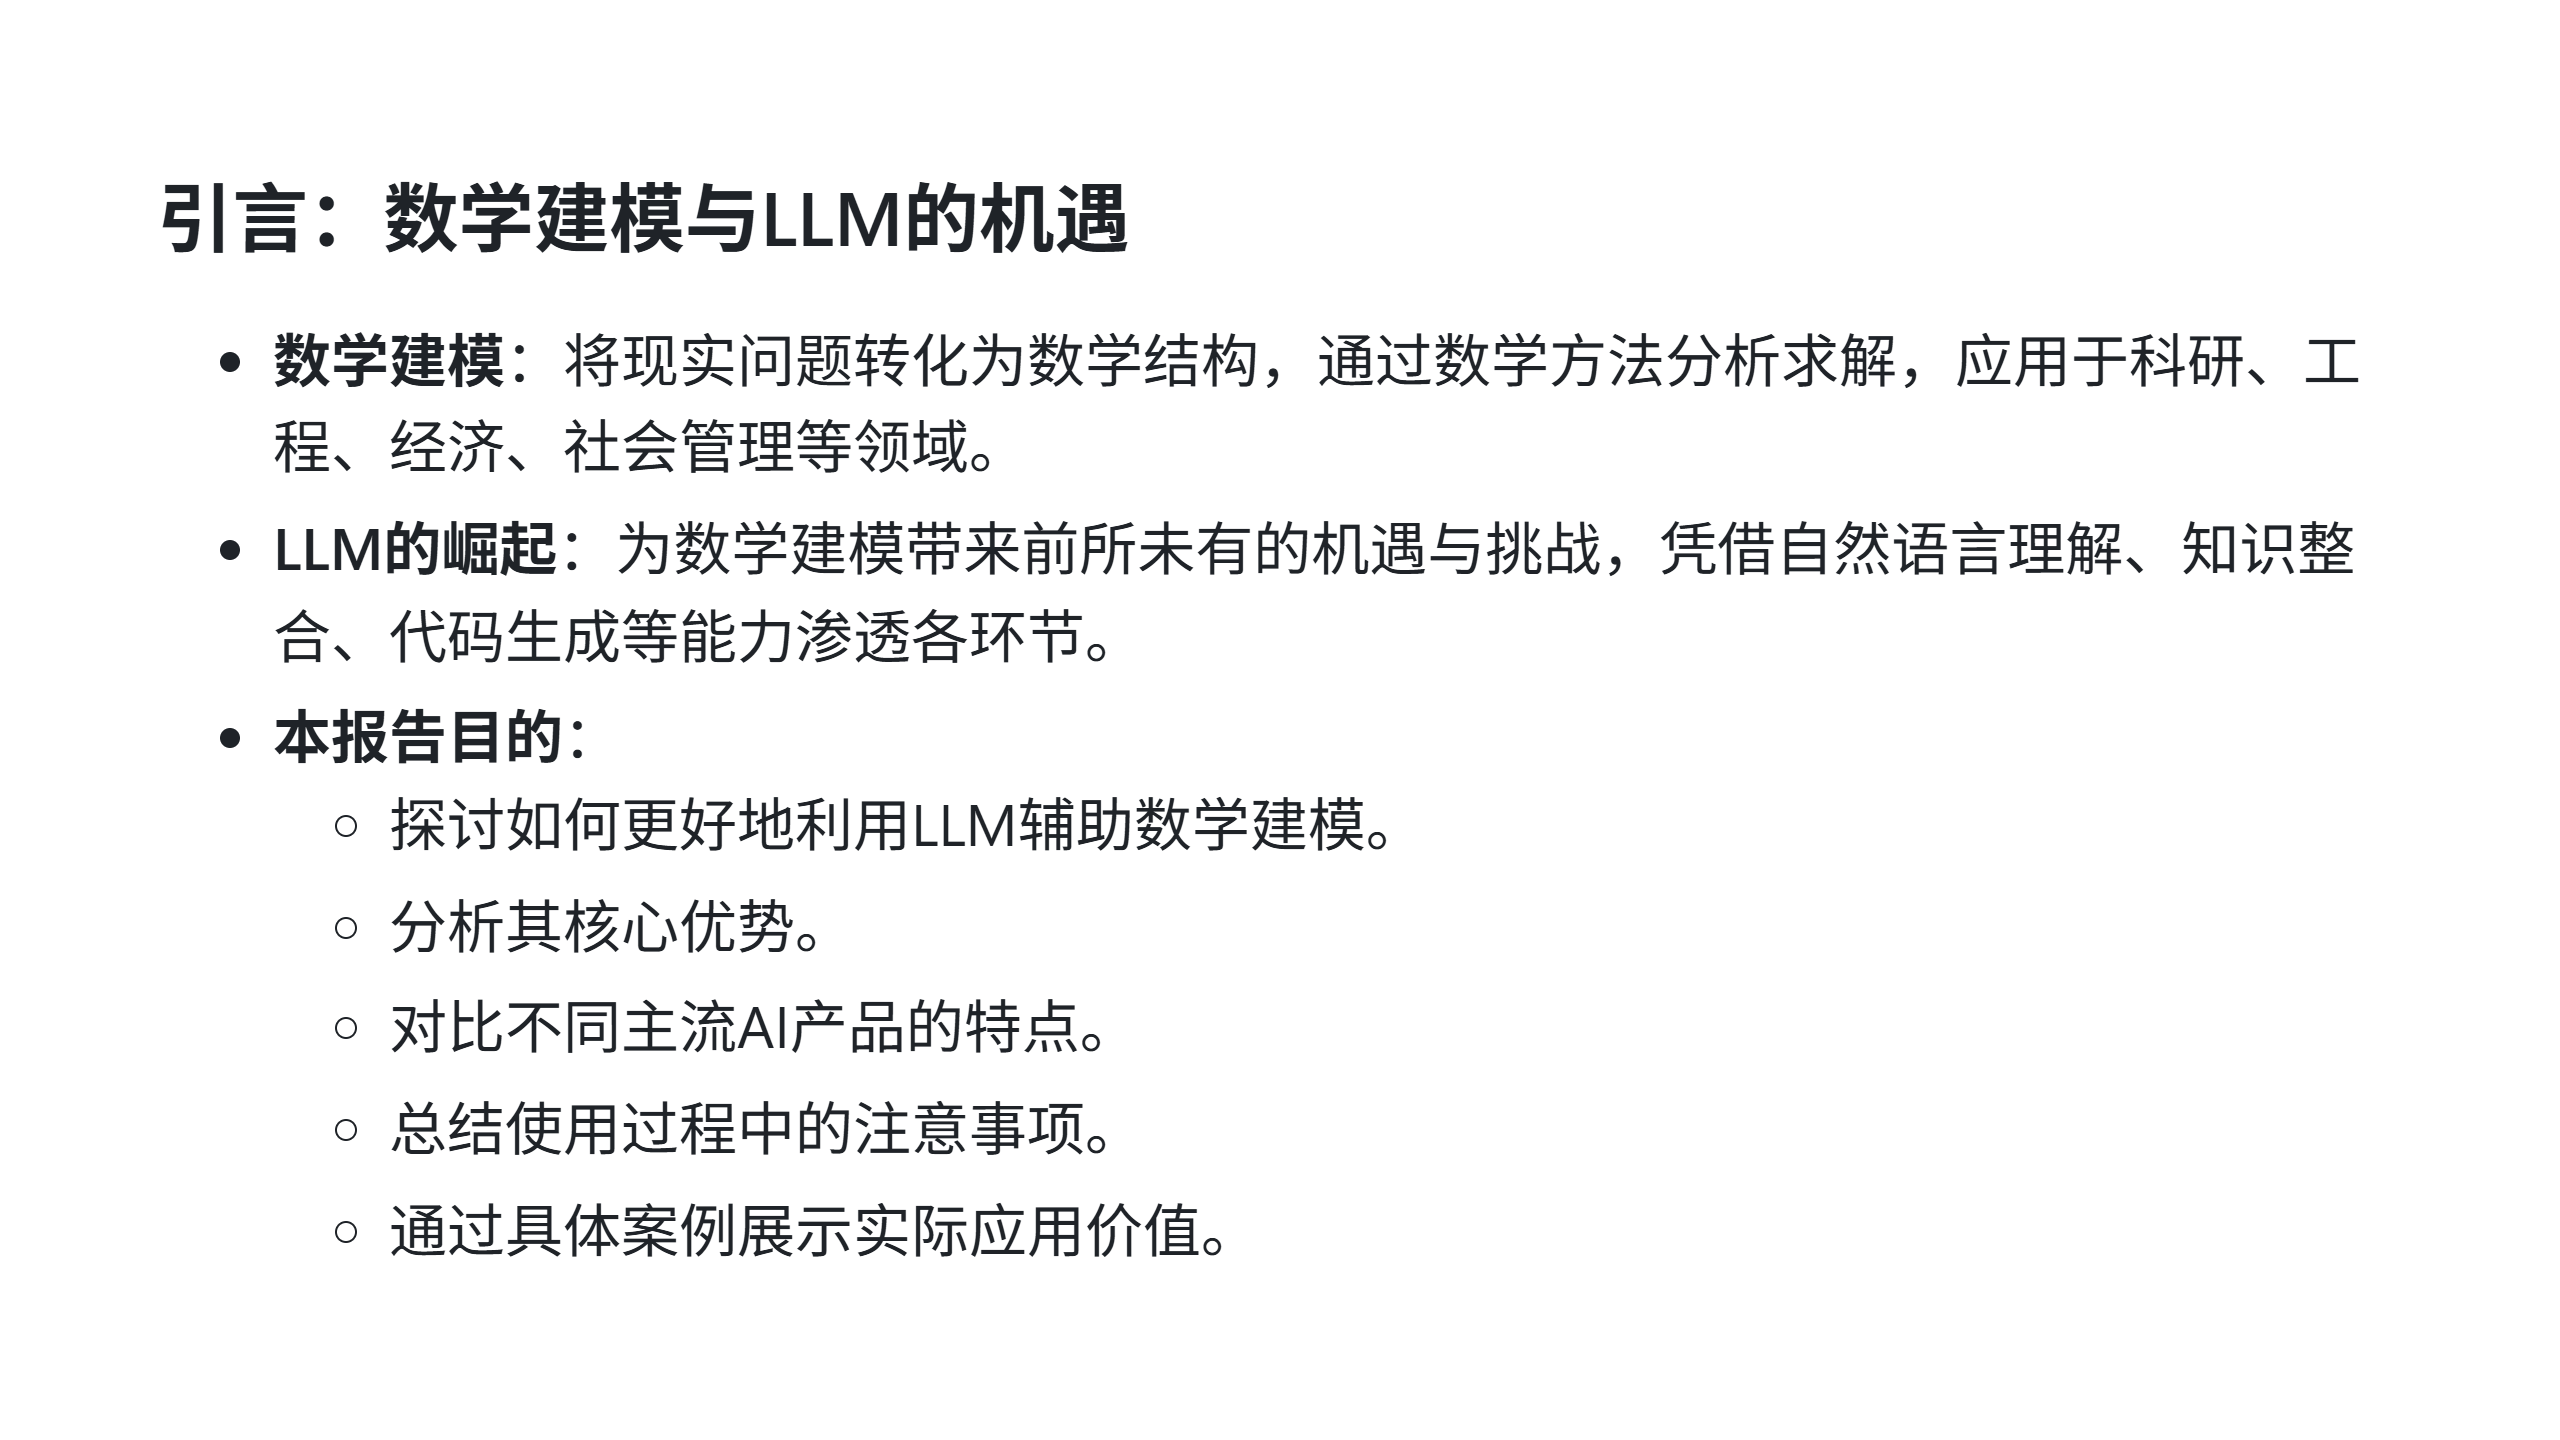 引言：数学建模与LLM的机遇
数学建模：将现实问题转化为数学结构，通过数学方法分析求解，应用于科研、工
程、经济、社会管理等领域。
LLM的崛起：为数学建模带来前所未有的机遇与挑战，凭借自然语言理解、知识整
合、代码生成等能力渗透各环节。
本报告目的：
探讨如何更好地利用LLM辅助数学建模。
分析其核心优势。
对比不同主流AI产品的特点。
总结使用过程中的注意事项。
通过具体案例展示实际应用价值。